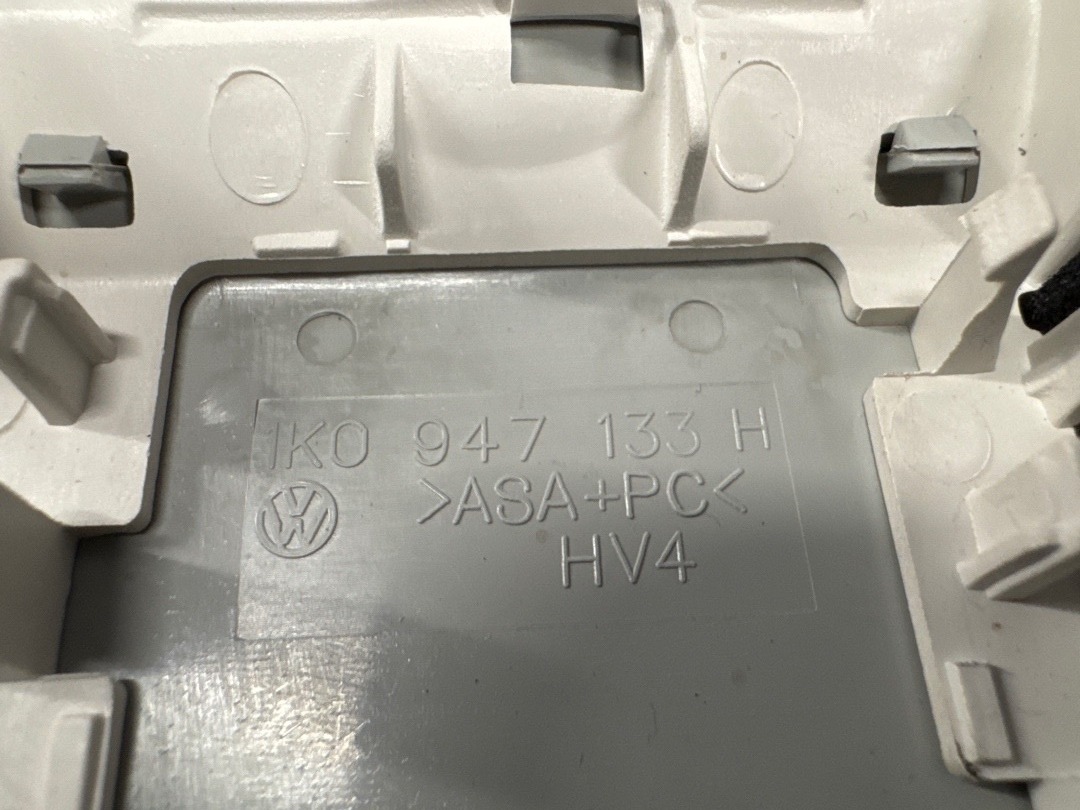 1K0 947 133 H
>ASA+PC<
HV4